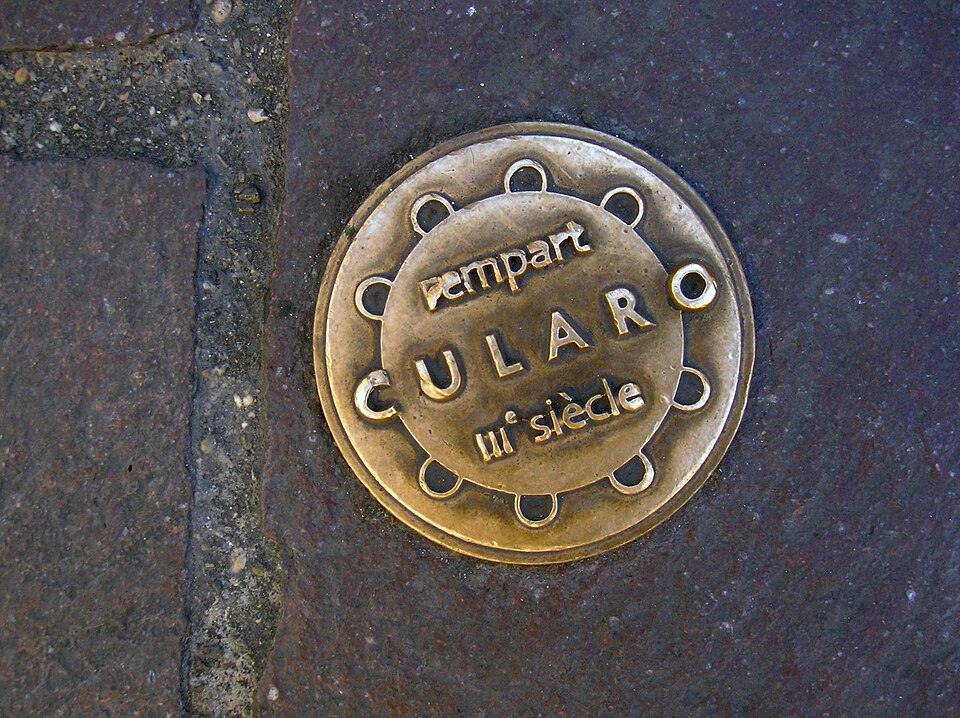 rempart
CULARO
IIIe siècle